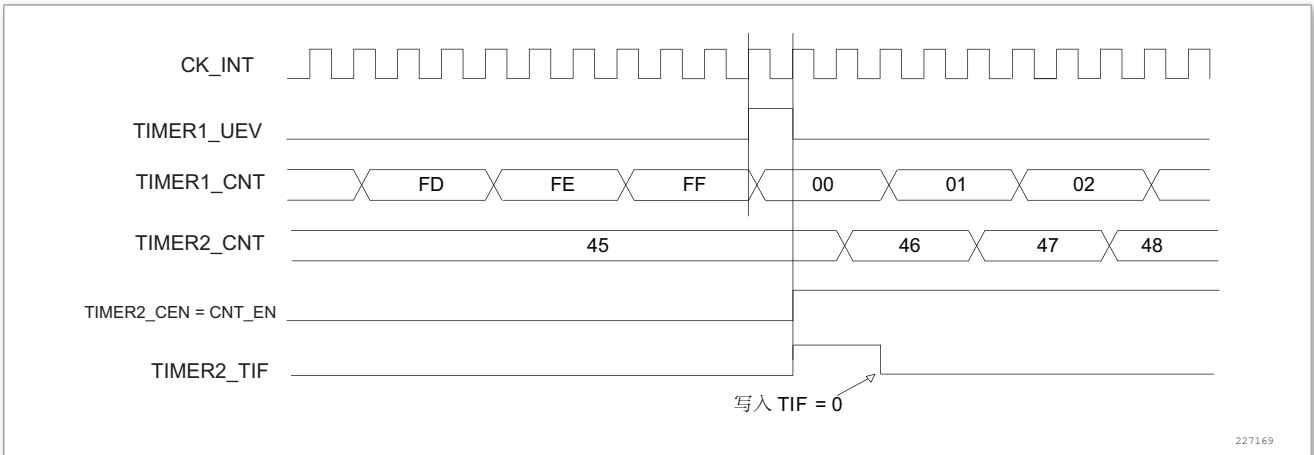 CK_INT
TIMER1_UEV
TIMER1_CNT FD FE FF 00 01 02
TIMER2_CNT 45 46 47 48
TIMER2_CEN = CNT_EN
TIMER2_TIF
写入 TIF = 0
227169